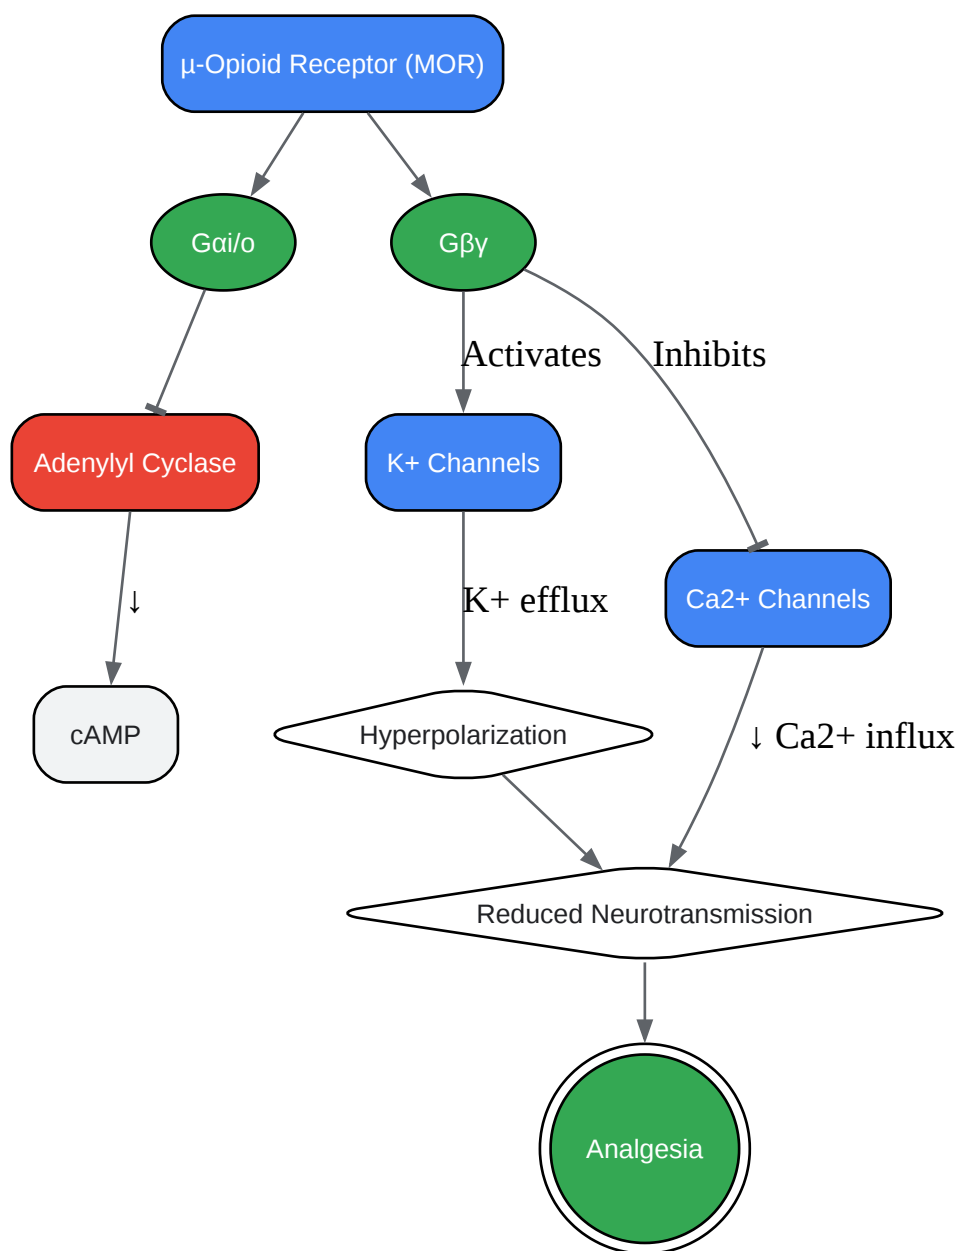 µ-Opioid Receptor (MOR)
Gαi/o
Gβγ
Activates
Inhibits
Adenylyl Cyclase
K+ Channels
↓
K+ efflux
Ca2+ Channels
cAMP
Hyperpolarization
↓ Ca2+ influx
Reduced Neurotransmission
Analgesia